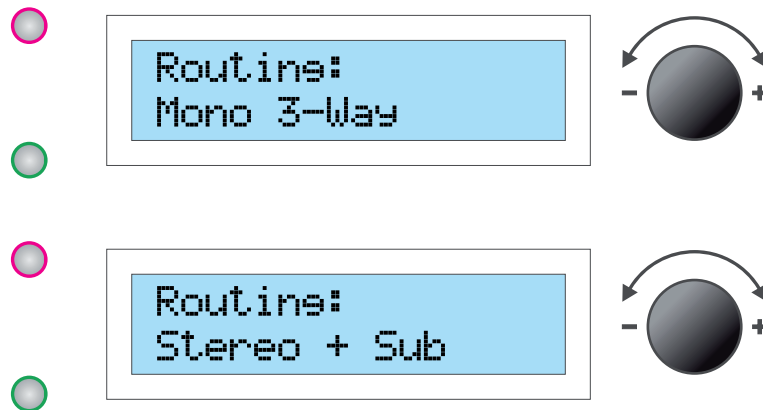 Routing:
Mono 3-Way
- +
Routing:
Stereo + Sub
- +